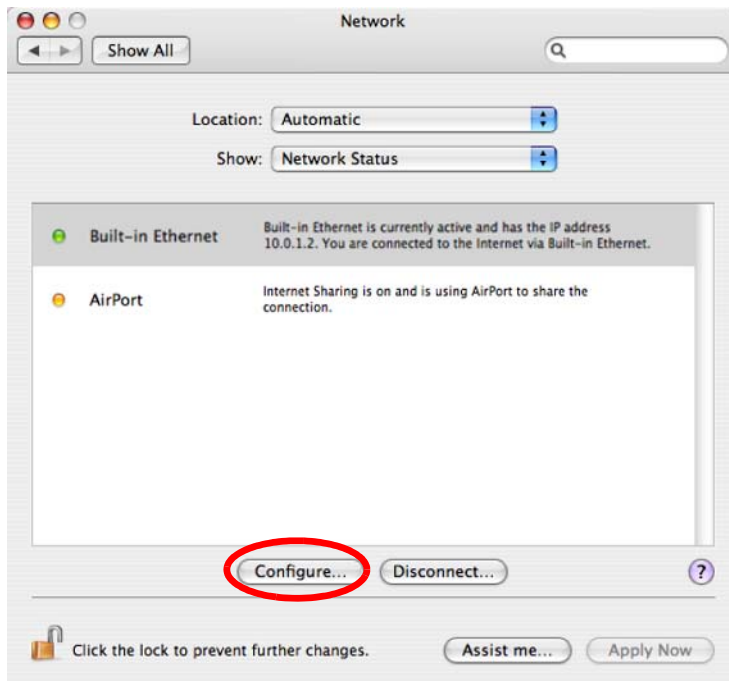 Network
Show All
Location: Automatic
Show: Network Status
Built-in Ethernet
Built-in Ethernet is currently active and has the IP address
10.0.1.2. You are connected to the Internet via Built-in Ethernet.
AirPort
Internet Sharing is on and is using AirPort to share the
connection.
Configure... Disconnect... ?
Click the lock to prevent further changes. Assist me... Apply Now